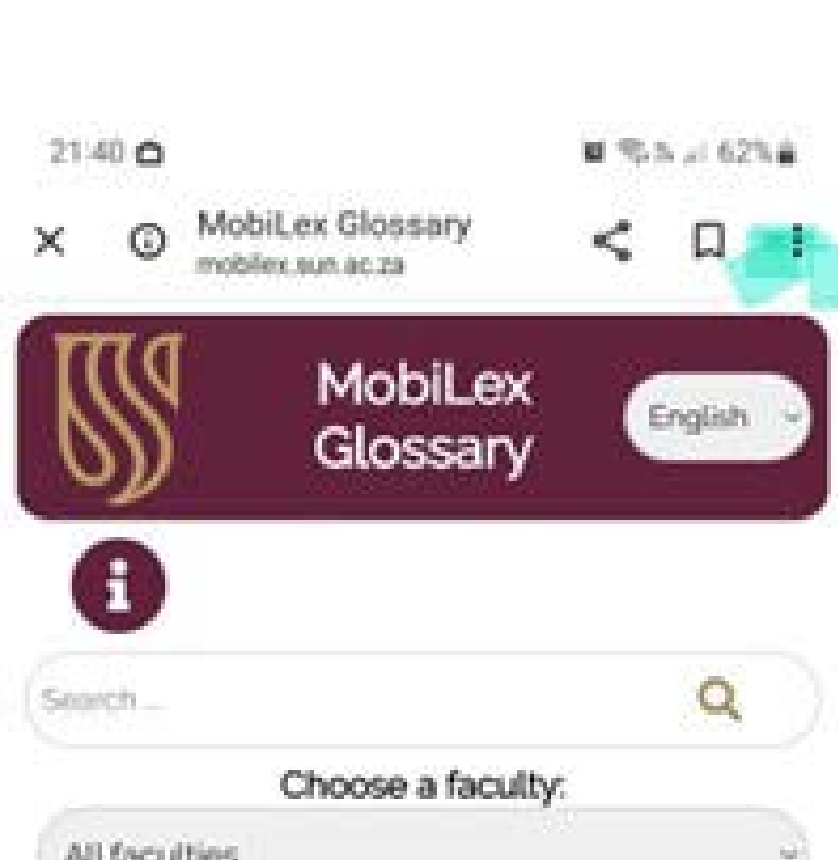 21:40
62%
MobiLex Glossary
mobilex.sun.ac.za
MobiLex
Glossary
English
Search ...
Choose a faculty:
All faculties